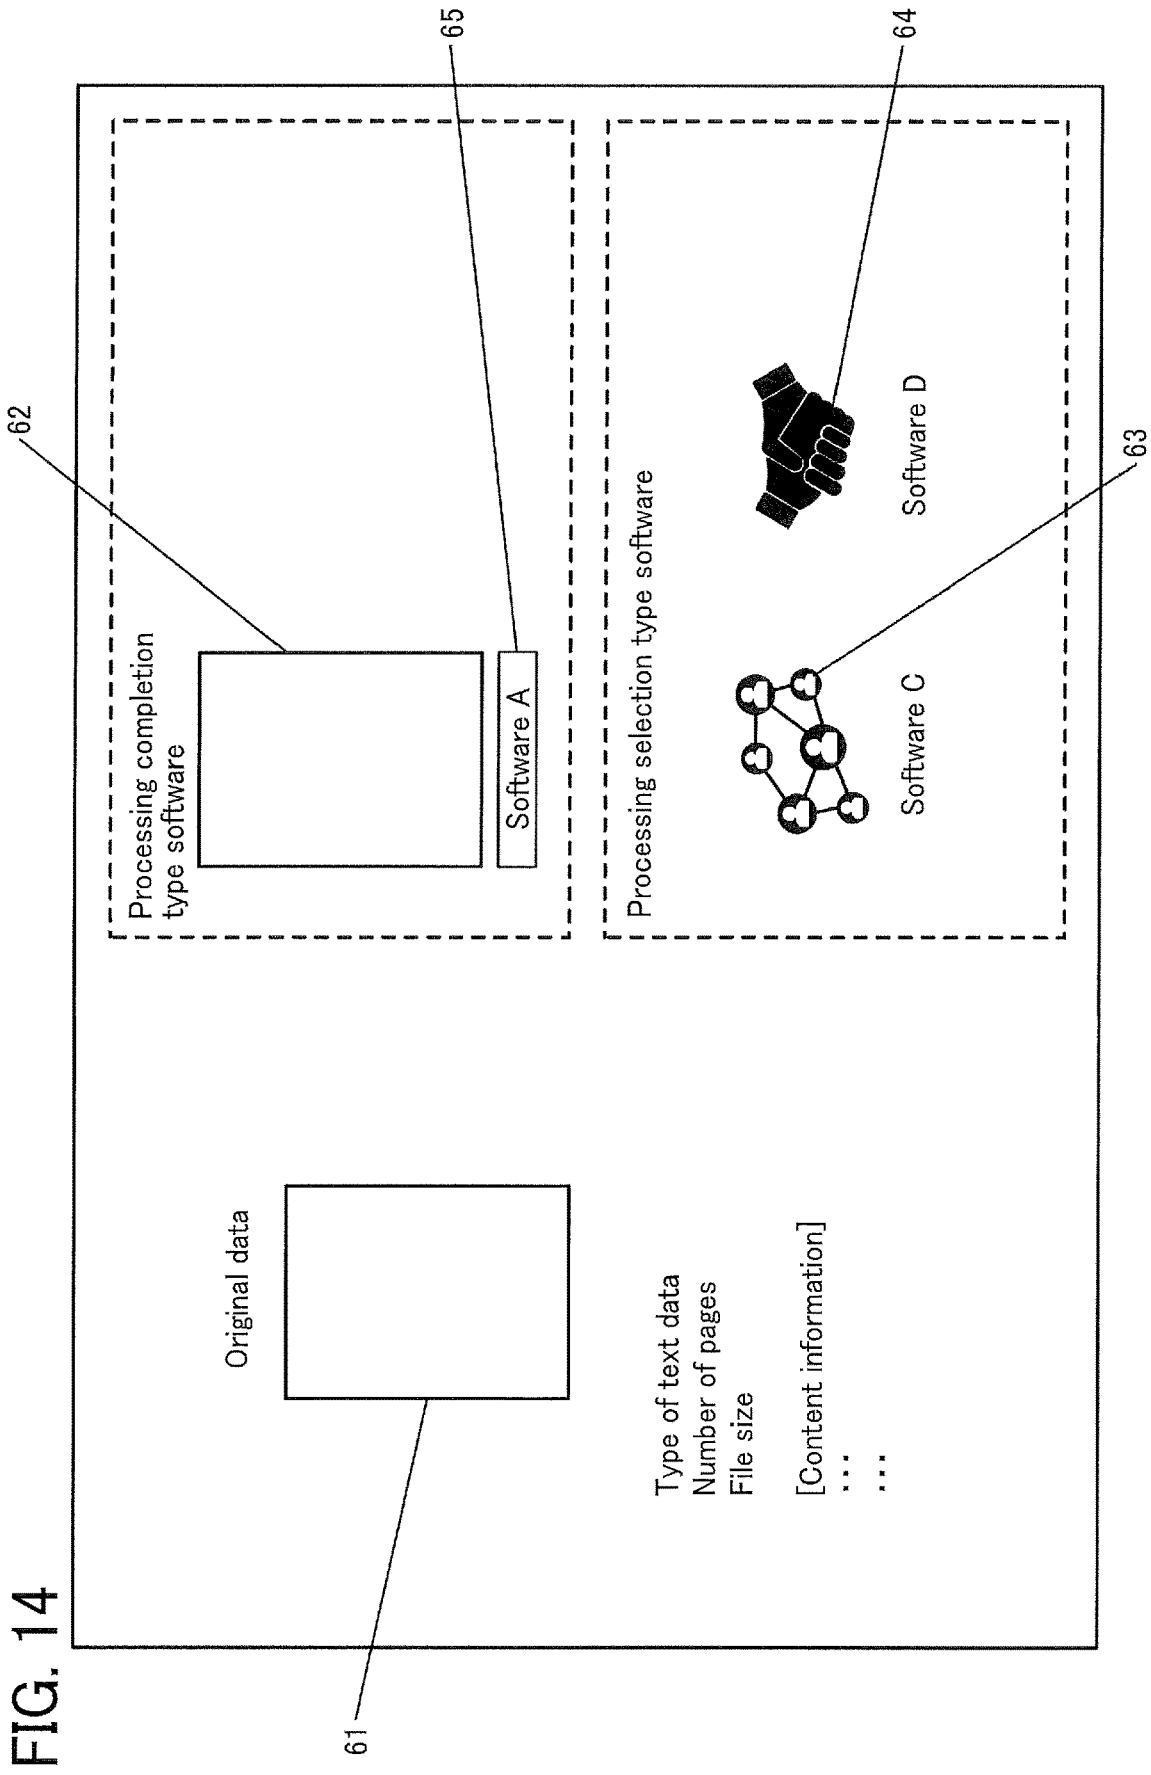 FIG. 14
61
Original data
Type of text data
Number of pages
File size
[Content information]
...
...
62
Processing completion
type software
Software A
65
Processing selection type software
Software C
Software D
63
64